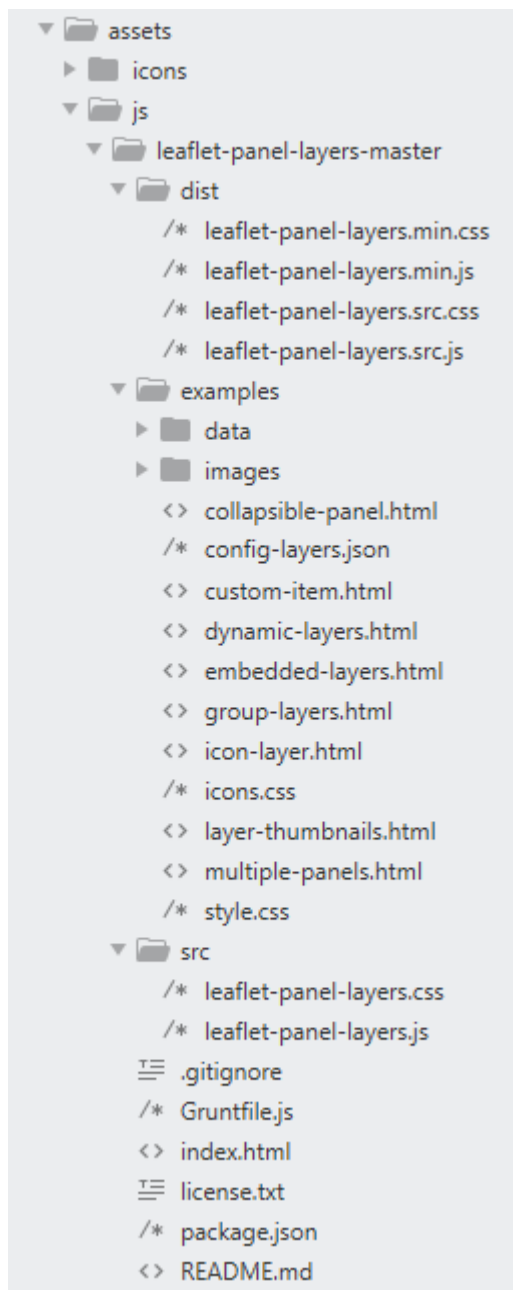 assets
icons
js
leaflet-panel-layers-master
dist
/* leaflet-panel-layers.min.css
/* leaflet-panel-layers.min.js
/* leaflet-panel-layers.src.css
/* leaflet-panel-layers.src.js
examples
data
images
<> collapsible-panel.html
/* config-layers.json
<> custom-item.html
<> dynamic-layers.html
<> embedded-layers.html
<> group-layers.html
<> icon-layer.html
/* icons.css
<> layer-thumbnails.html
<> multiple-panels.html
/* style.css
src
/* leaflet-panel-layers.css
/* leaflet-panel-layers.js
.gitignore
/* Gruntfile.js
<> index.html
license.txt
/* package.json
<> README.md